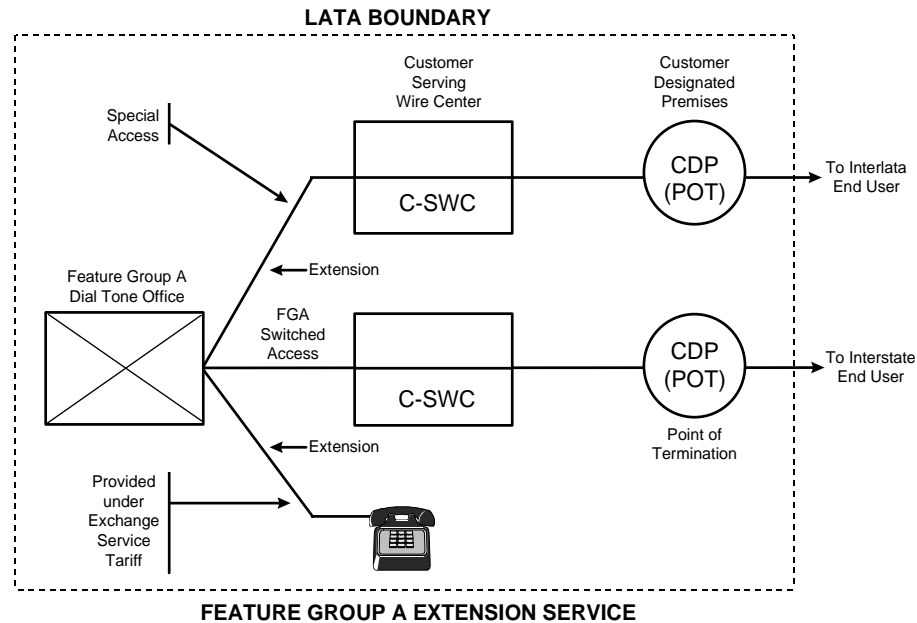 LATA BOUNDARY
Customer
Serving
Wire Center
Customer
Designated
Premises
Special
Access
CDP
(POT)
To Interlata
End User
C-SWC
Extension
Feature Group A
Dial Tone Office
FGA
Switched
Access
CDP
(POT)
To Interstate
End User
C-SWC
Extension
Point of
Termination
Provided
under
Exchange
Service
Tariff
FEATURE GROUP A EXTENSION SERVICE